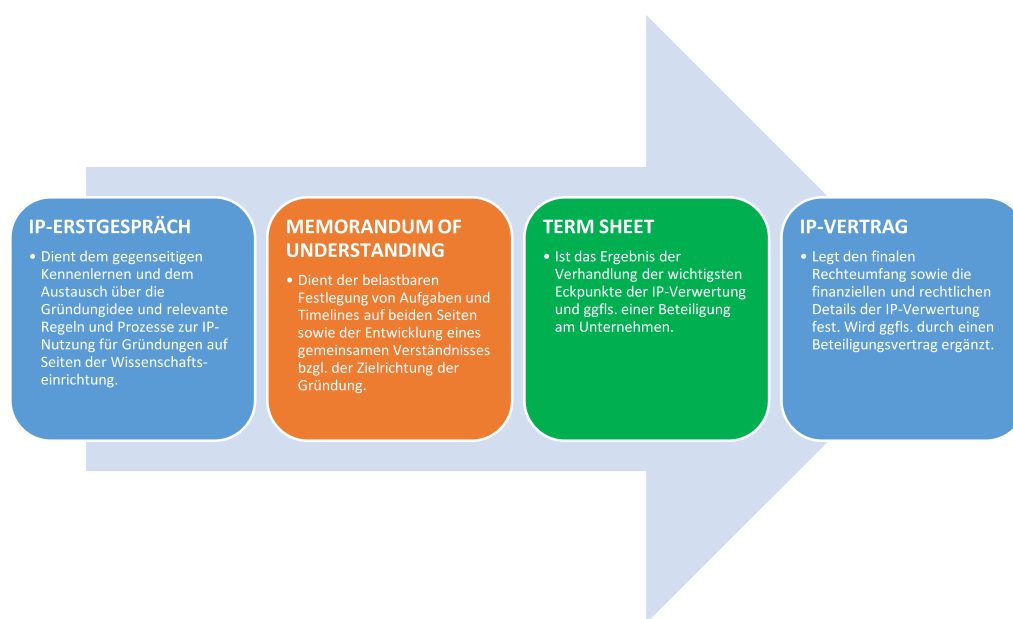 IP-ERSTGESPRÄCH
• Dient dem gegenseitigen
Kennenlernen und dem
Austausch über die
Gründungidee und relevante
Regeln und Prozesse zur IP-
Nutzung für Gründungen auf
Seiten der Wissenschafts-
einrichtung.
MEMORANDUM OF
UNDERSTANDING
• Dient der belastbaren
Festlegung von Aufgaben und
Timelines auf beiden Seiten
sowie der Entwicklung eines
gemeinsamen Verständnisses
bzgl. der Zielrichtung der
Gründung.
TERM SHEET
• Ist das Ergebnis der
Verhandlung der wichtigsten
Eckpunkte der IP-Verwertung
und ggfls. einer Beteiligung
am Unternehmen.
IP-VERTRAG
• Legt den finalen
Rechteumfang sowie die
finanziellen und rechtlichen
Details der IP-Verwertung
fest. Wird ggfls. durch einen
Beteiligungsvertrag ergänzt.